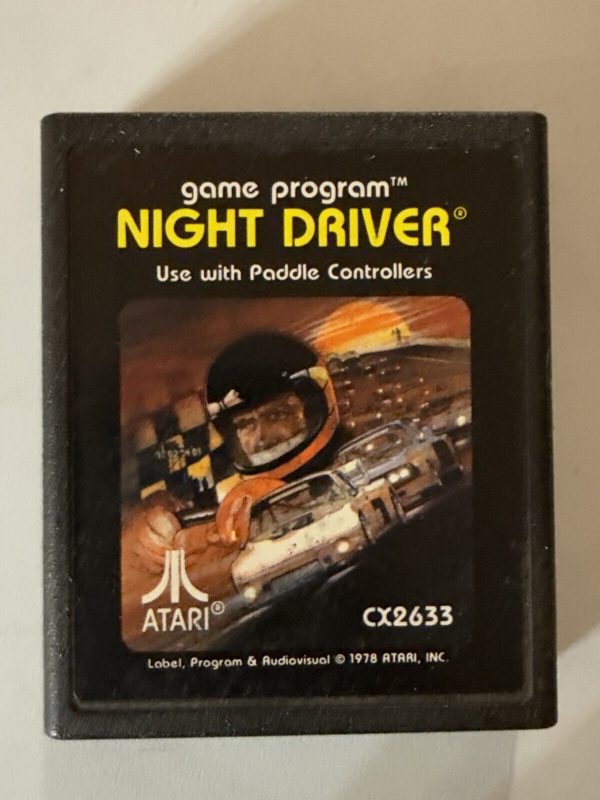 game program™
NIGHT DRIVER®
Use with Paddle Controllers
ATARI®
CX2633
Label, Program & Audiovisual © 1978 ATARI, INC.